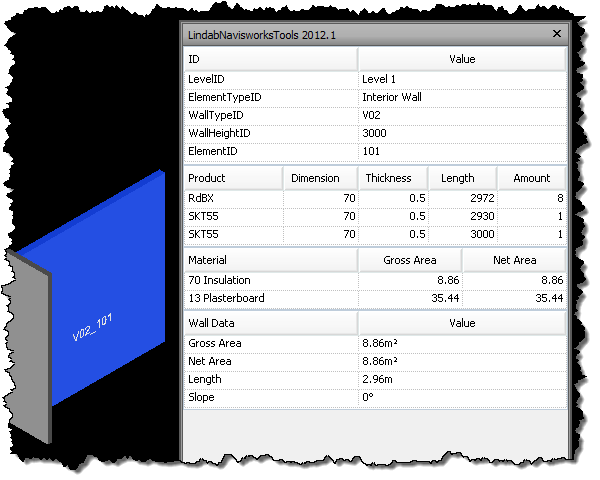 LindabNavisworksTools 2012.1
ID Value
LevelID Level 1
ElementTypeID Interior Wall
WallTypeID V02
WallHeightID 3000
ElementID 101
Product Dimension Thickness Length Amount
RdBX 70 0.5 2972 8
SKT55 70 0.5 2930 1
SKT55 70 0.5 3000 1
Material Gross Area Net Area
70 Insulation 8.86 8.86
13 Plasterboard 35.44 35.44
Wall Data Value
Gross Area 8.86m²
Net Area 8.86m²
Length 2.96m
Slope 0°
V02_101